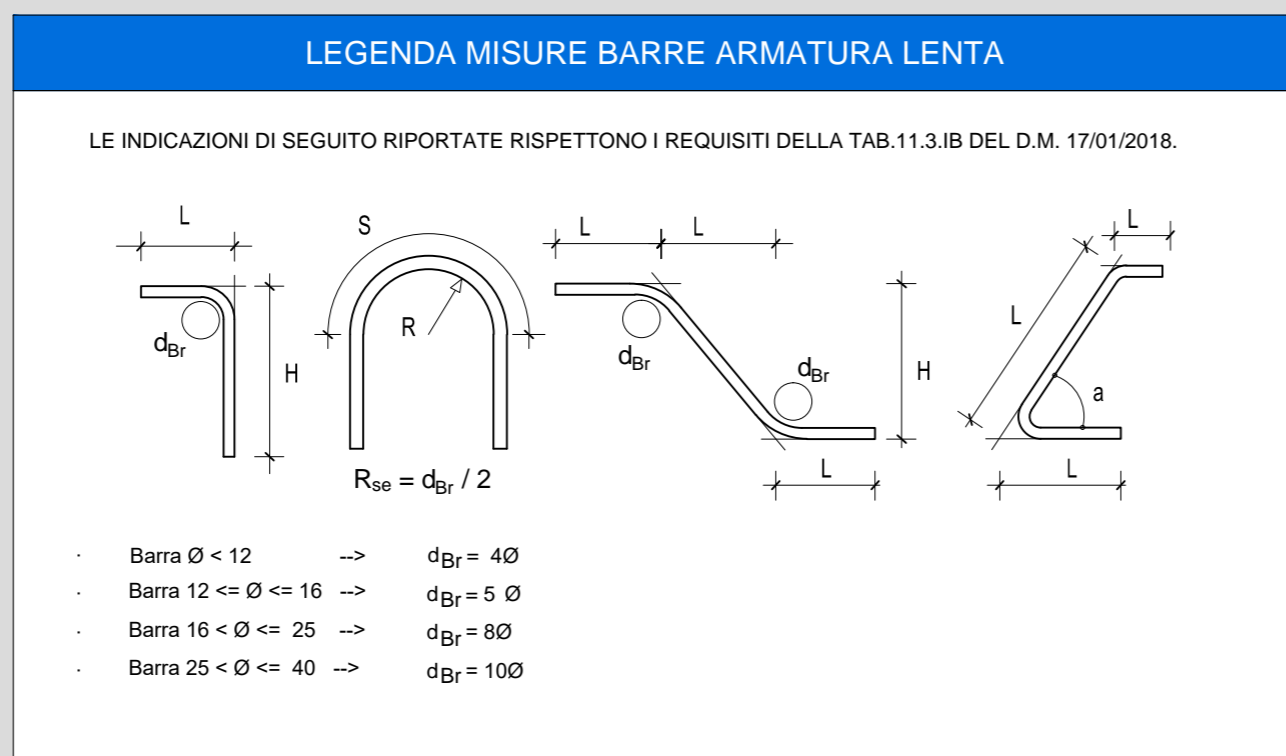 LEGENDA MISURE BARRE ARMATURA LENTA
LE INDICAZIONI DI SEGUITO RIPORTATE RISPETTONO I REQUISITI DELLA TAB.11.3.IB DEL D.M. 17/01/2018.
L
H
dBr
S
R
Rse = dBr / 2
L
L
dBr
dBr
H
L
L
L
a
L
· Barra Ø < 12 --> dBr = 4Ø
· Barra 12 <= Ø <= 16 --> dBr = 5 Ø
· Barra 16 < Ø <= 25 --> dBr = 8Ø
· Barra 25 < Ø <= 40 --> dBr = 10Ø